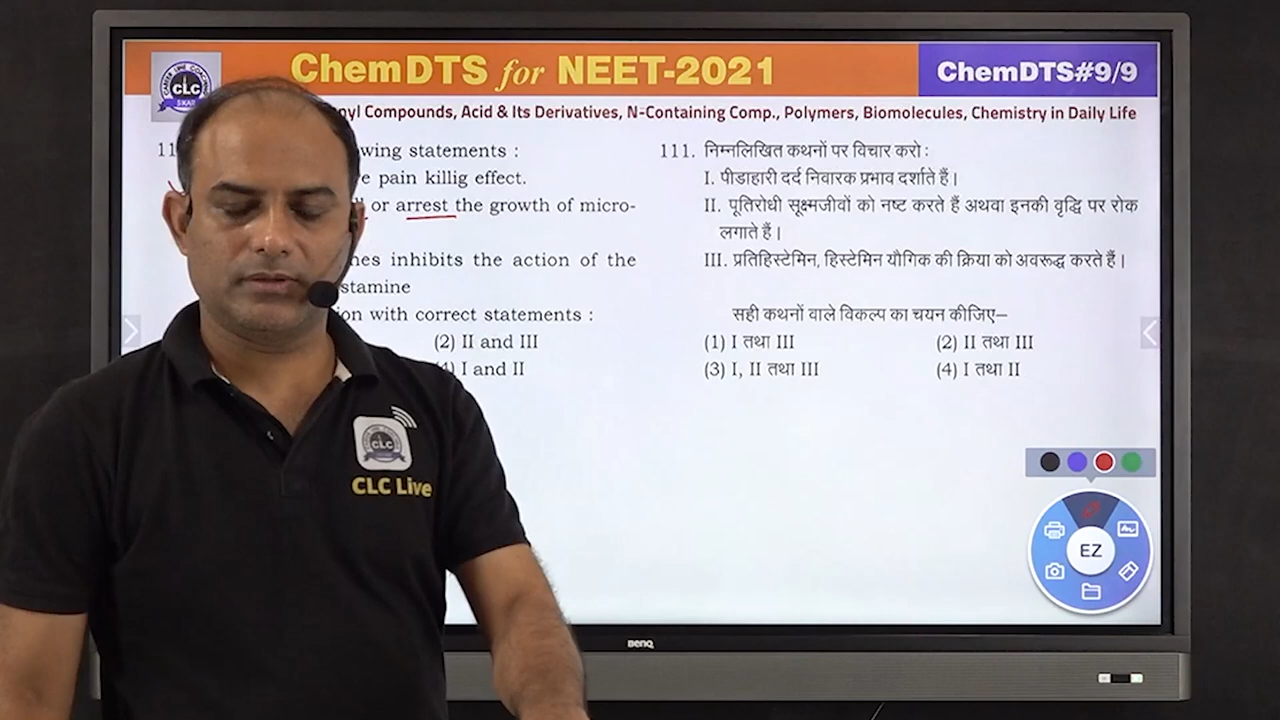 ChemDTS for NEET-2021
ChemDTS#9/9
nyl Compounds, Acid & Its Derivatives, N-Containing Comp., Polymers, Biomolecules, Chemistry in Daily Life
11
wing statements :
e pain killig effect.
or arrest the growth of micro-
nes inhibits the action of the
stamine
ion with correct statements :
(2) II and III
(4) I and II
111. निम्नलिखित कथनों पर विचार करो :
I. पीडाहारी दर्द निवारक प्रभाव दर्शाते हैं।
II. पूतिरोधी सूक्ष्मजीवों को नष्ट करते हैं अथवा इनकी वृद्धि पर रोक
लगाते हैं।
III. प्रतिहिस्टेमिन, हिस्टेमिन यौगिक की क्रिया को अवरूद्ध करते हैं।
सही कथनों वाले विकल्प का चयन कीजिए–
(1) I तथा III
(2) II तथा III
(3) I, II तथा III
(4) I तथा II
CLC
CLC
CLC Live
EZ
BenQ